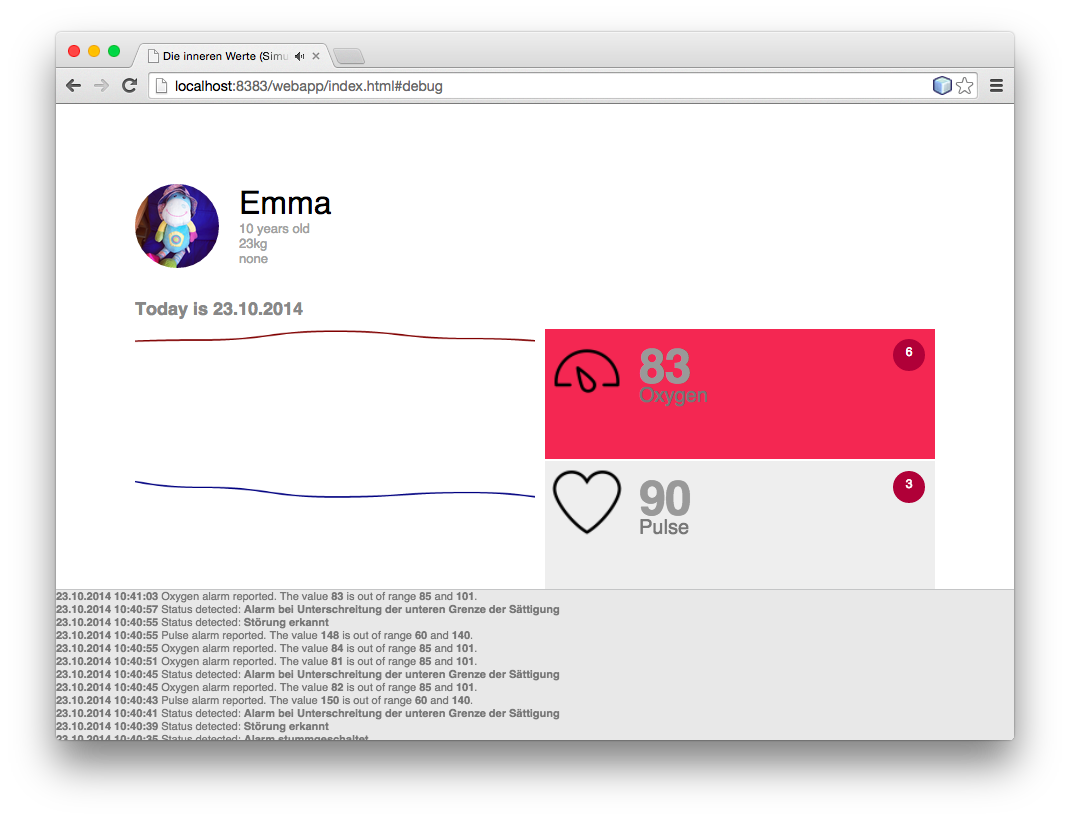 Die inneren Werte (Simu
localhost:8383/webapp/index.html#debug
Emma
10 years old
23kg
none
Today is 23.10.2014
83
Oxygen
6
90
Pulse
3
23.10.2014 10:41:03 Oxygen alarm reported. The value 83 is out of range 85 and 101.
23.10.2014 10:40:57 Status detected: Alarm bei Unterschreitung der unteren Grenze der Sättigung
23.10.2014 10:40:55 Status detected: Störung erkannt
23.10.2014 10:40:55 Pulse alarm reported. The value 148 is out of range 60 and 140.
23.10.2014 10:40:55 Oxygen alarm reported. The value 84 is out of range 85 and 101.
23.10.2014 10:40:51 Oxygen alarm reported. The value 81 is out of range 85 and 101.
23.10.2014 10:40:45 Status detected: Alarm bei Unterschreitung der unteren Grenze der Sättigung
23.10.2014 10:40:45 Oxygen alarm reported. The value 82 is out of range 85 and 101.
23.10.2014 10:40:43 Pulse alarm reported. The value 150 is out of range 60 and 140.
23.10.2014 10:40:41 Status detected: Alarm bei Unterschreitung der unteren Grenze der Sättigung
23.10.2014 10:40:39 Status detected: Störung erkannt
23.10.2014 10:40:35 Status detected: Alarm stummgeschaltet